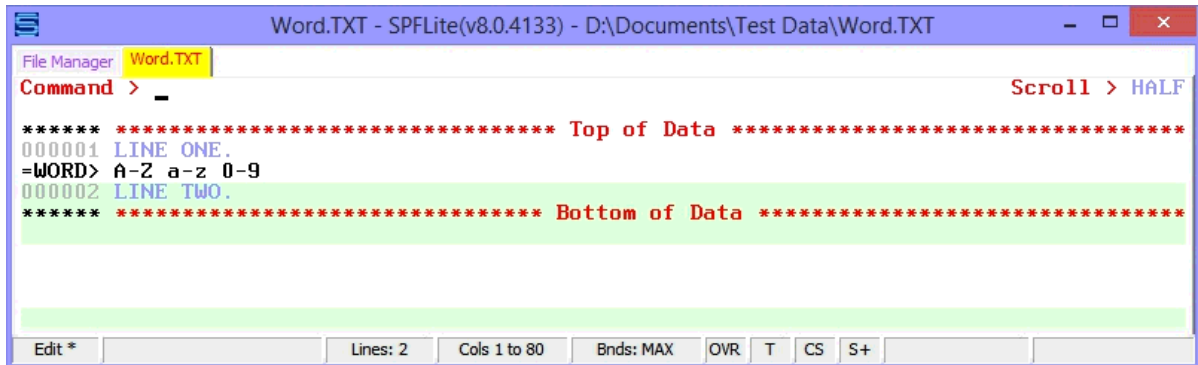 Word.TXT - SPFLite(v8.0.4133) - D:\Documents\Test Data\Word.TXT
File Manager Word.TXT
Command > _ Scroll > HALF
****** ********************************* Top of Data **********************************
000001 LINE ONE.
=WORD> A-Z a-z 0-9
000002 LINE TWO.
****** ******************************** Bottom of Data ********************************
Edit * Lines: 2 Cols 1 to 80 Bnds: MAX OVR T CS S+